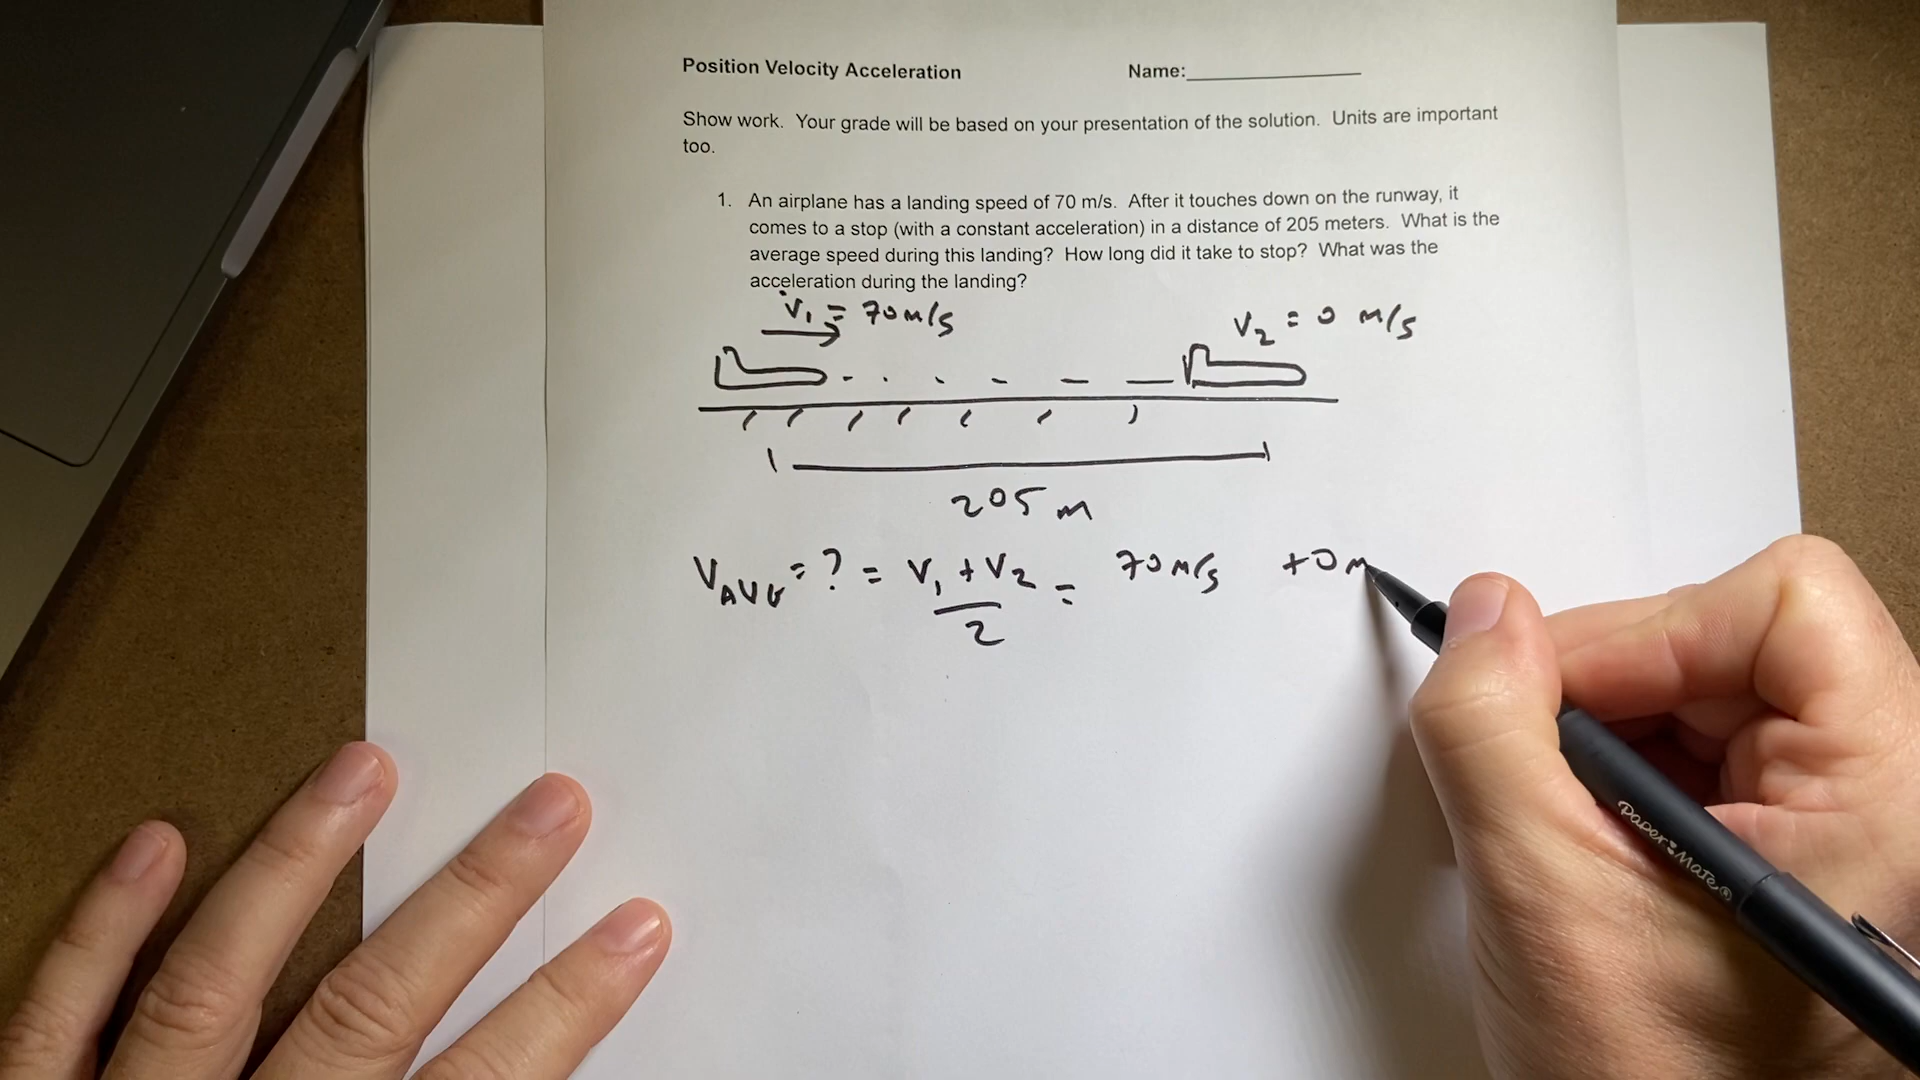 Position Velocity Acceleration Name:______________
Show work. Your grade will be based on your presentation of the solution. Units are important
too.
1. An airplane has a landing speed of 70 m/s. After it touches down on the runway, it
comes to a stop (with a constant acceleration) in a distance of 205 meters. What is the
average speed during this landing? How long did it take to stop? What was the
acceleration during the landing?
V₁ = 70 m/s
V₂ = 0 m/s
205 m
VAVG = ? = V₁ + V₂ = 70 m/s + 0 m
2
Paper:Mate®